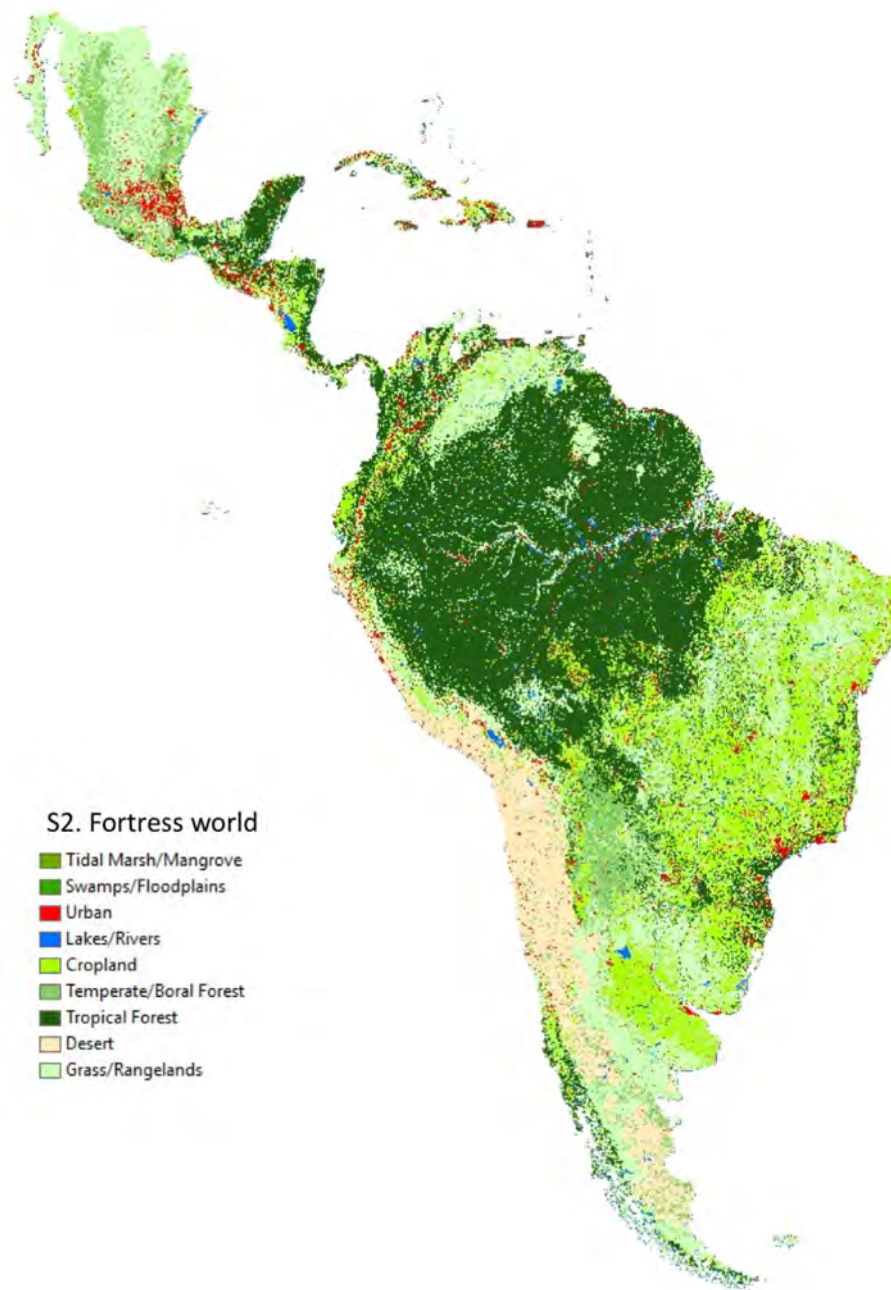 S2. Fortress world
Tidal Marsh/Mangrove
Swamps/Floodplains
Urban
Lakes/Rivers
Cropland
Temperate/Boral Forest
Tropical Forest
Desert
Grass/Rangelands